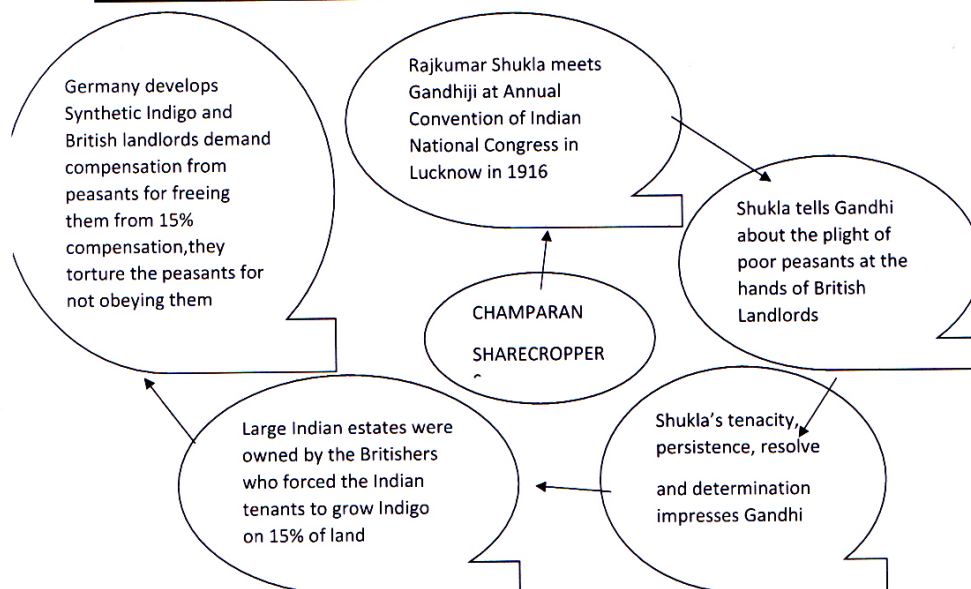 CHAMPARAN
SHARECROPPER
Rajkumar Shukla meets
Gandhiji at Annual
Convention of Indian
National Congress in
Lucknow in 1916
Shukla tells Gandhi
about the plight of
poor peasants at the
hands of British
Landlords
Shukla's tenacity,
persistence, resolve
and determination
impresses Gandhi
Large Indian estates were
owned by the Britishers
who forced the Indian
tenants to grow Indigo
on 15% of land
Germany develops
Synthetic Indigo and
British landlords demand
compensation from
peasants for freeing
them from 15%
compensation,they
torture the peasants for
not obeying them